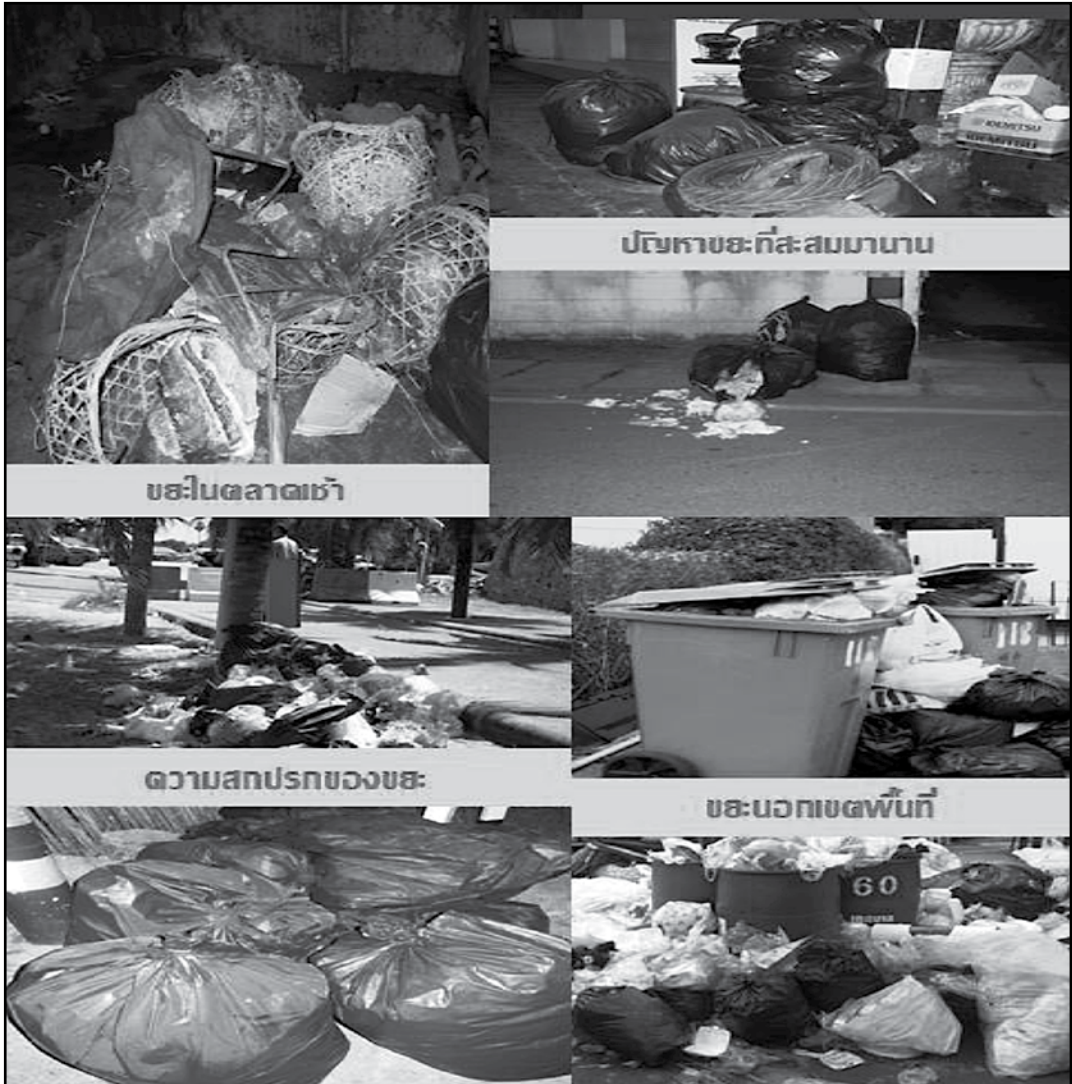 IDEMITSU
IDEMITSU
ปัญหาขยะที่สะสมมานาน
ขยะในตลาดเช้า
ความสกปรกของขยะ
ขยะนอกเขตพื้นที่
60